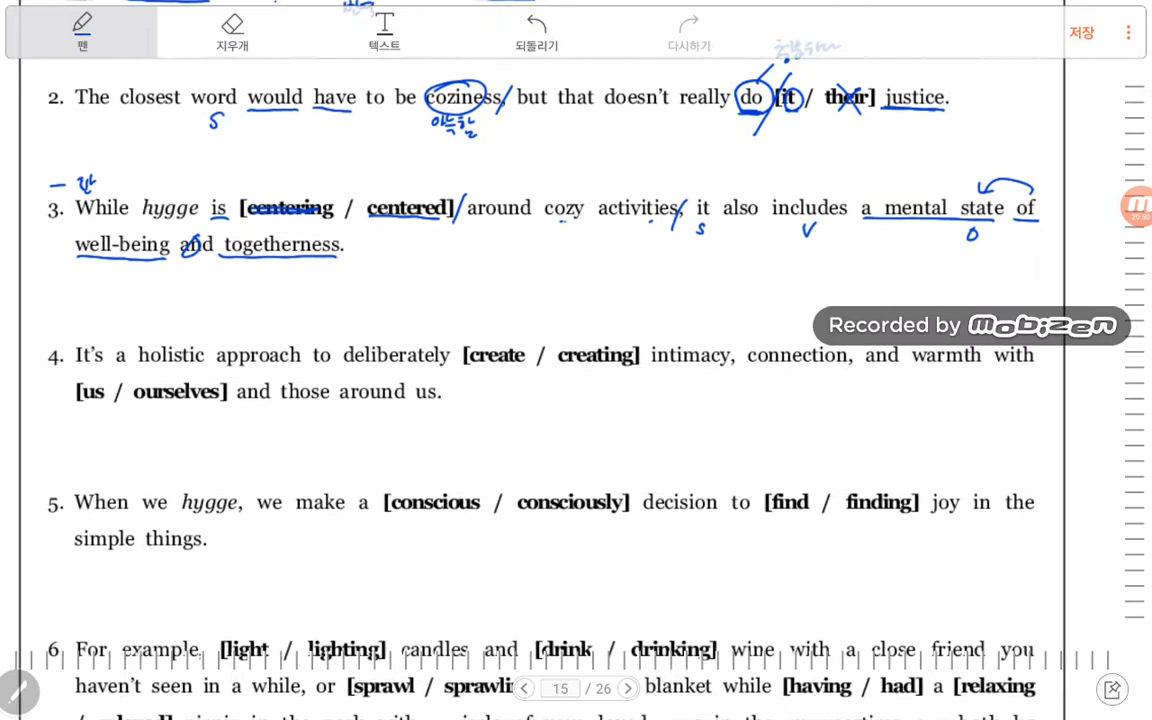 펜
지우개
텍스트
되돌리기
다시하기
저장
2. The closest word would have to be coziness, but that doesn't really do [it / their] justice.
S
아늑함
3. While hygge is [centering / centered] around cozy activities, it also includes a mental state of
S V O
well-being and togetherness.
20:50
Recorded by mobizen
4. It's a holistic approach to deliberately [create / creating] intimacy, connection, and warmth with
[us / ourselves] and those around us.
5. When we hygge, we make a [conscious / consciously] decision to [find / finding] joy in the
simple things.
6 For example, [light / lighting] candles and [drink / drinking] wine with a close friend you
haven't seen in a while, or [sprawl / sprawli
15 / 26
blanket while [having / had] a [relaxing